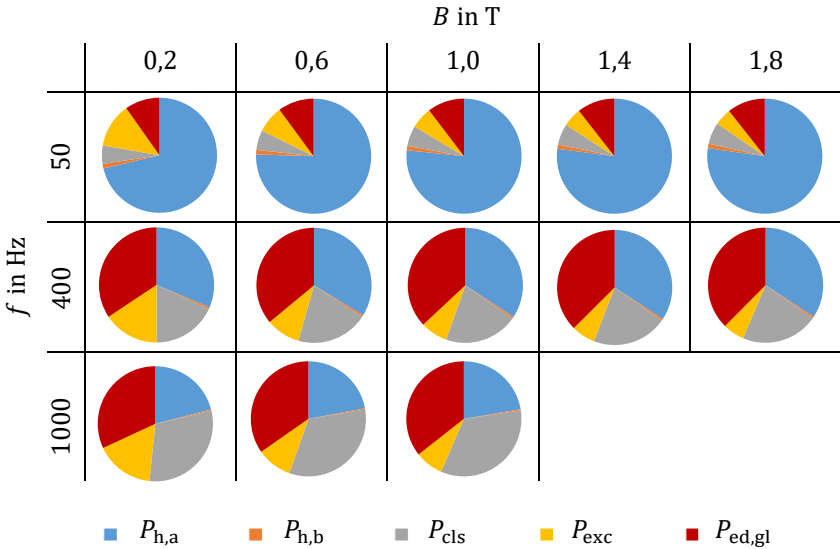 B in T
0,2 0,6 1,0 1,4 1,8
f in Hz
50
400
1000
P_h,a P_h,b P_cls P_exc P_ed,gl